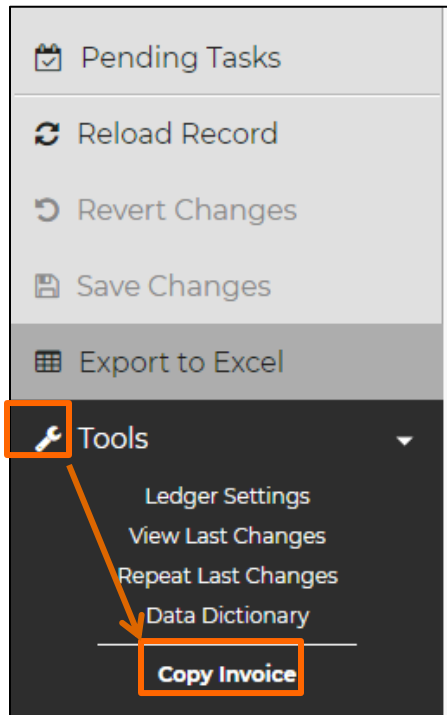 Pending Tasks
Reload Record
Revert Changes
Save Changes
Export to Excel
Tools
Ledger Settings
View Last Changes
Repeat Last Changes
Data Dictionary
Copy Invoice